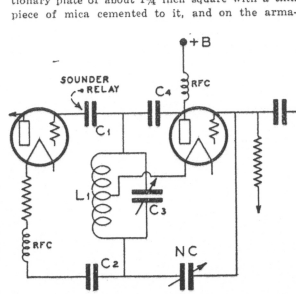 tionary plate of about 1¼ inch square with a small
piece of mica cemented to it, and on the arma-
+B
SOUNDER
RELAY
RFC
C4
C1
L1
C3
RFC
C2
NC